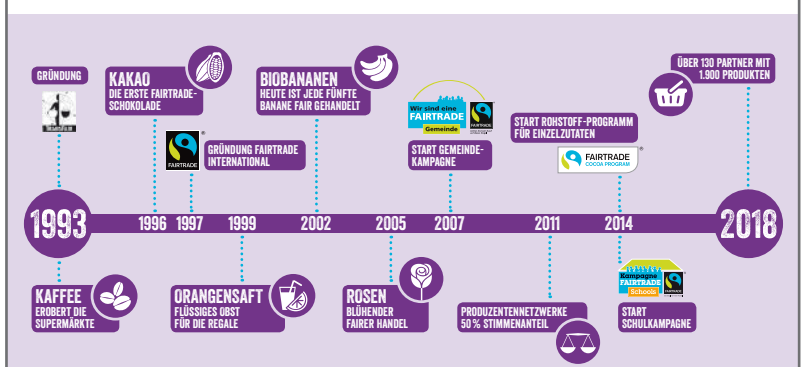 GRÜNDUNG
KAKAO
DIE ERSTE FAIRTRADE-
SCHOKOLADE
BIOBANANEN
HEUTE IST JEDE FÜNFTE
BANANE FAIR GEHANDELT
Wir sind eine
FAIRTRADE
Gemeinde
FAIRTRADE
START GEMEINDE-
KAMPAGNE
ÜBER 130 PARTNER MIT
1.900 PRODUKTEN
START ROHSTOFF-PROGRAMM
FÜR EINZELZUTATEN
FAIRTRADE
COCOA PROGRAM
®
FAIRTRADE
®
GRÜNDUNG FAIRTRADE
INTERNATIONAL
1993
1996
1997
1999
2002
2005
2007
2011
2014
2018
KAFFEE
EROBERT DIE
SUPERMÄRKTE
ORANGENSAFT
FLÜSSIGES OBST
FÜR DIE REGALE
ROSEN
BLÜHENDER
FAIRER HANDEL
PRODUZENTENNETZWERKE
50 % STIMMENANTEIL
Kampagne
FAIRTRADE
Schools
FAIRTRADE
START
SCHULKAMPAGNE